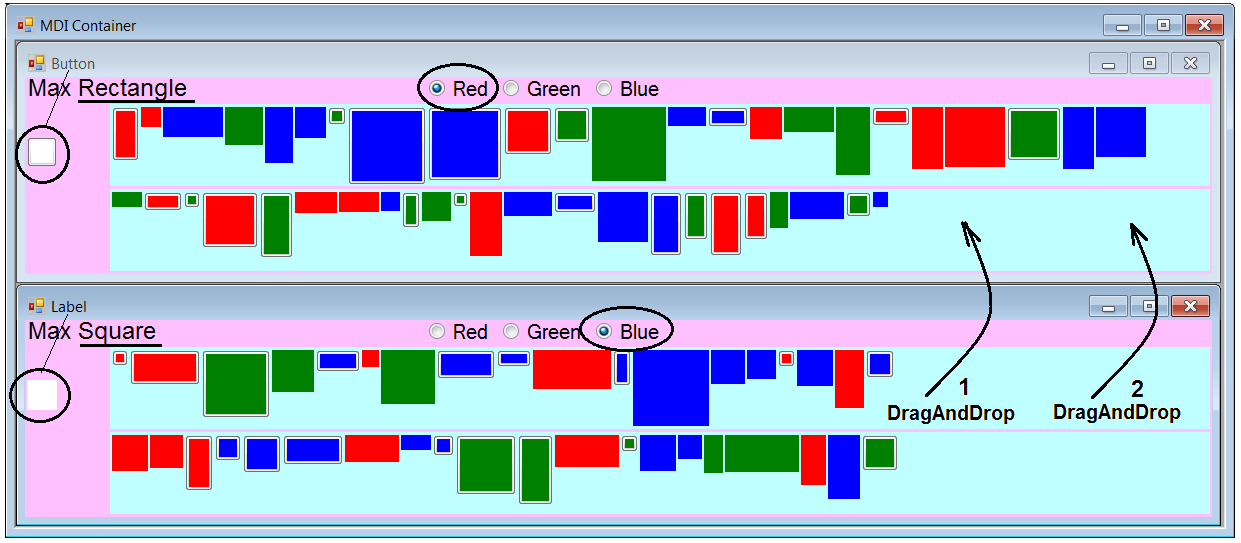 MDI Container
Button
Max Rectangle
Red Green Blue
Label
Max Square
Red Green Blue
1
DragAndDrop
2
DragAndDrop